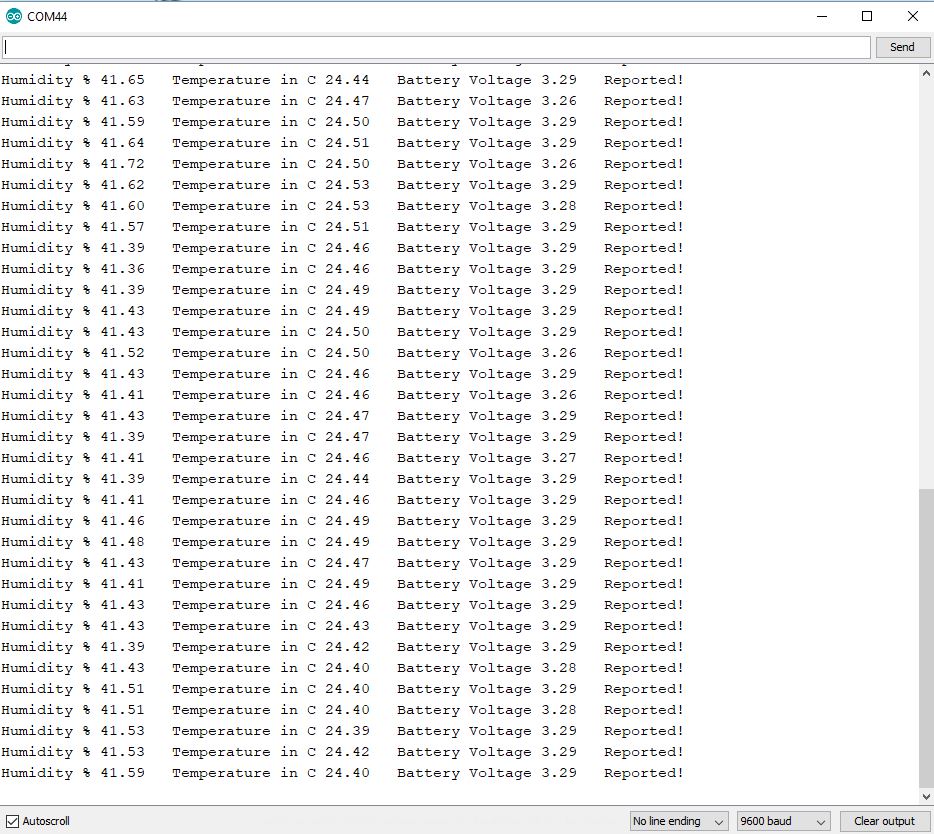 COM44
Send
Humidity % 41.65   Temperature in C 24.44   Battery Voltage 3.29   Reported!
Humidity % 41.63   Temperature in C 24.47   Battery Voltage 3.26   Reported!
Humidity % 41.59   Temperature in C 24.50   Battery Voltage 3.29   Reported!
Humidity % 41.64   Temperature in C 24.51   Battery Voltage 3.29   Reported!
Humidity % 41.72   Temperature in C 24.50   Battery Voltage 3.26   Reported!
Humidity % 41.62   Temperature in C 24.53   Battery Voltage 3.29   Reported!
Humidity % 41.60   Temperature in C 24.53   Battery Voltage 3.28   Reported!
Humidity % 41.57   Temperature in C 24.51   Battery Voltage 3.29   Reported!
Humidity % 41.39   Temperature in C 24.46   Battery Voltage 3.29   Reported!
Humidity % 41.36   Temperature in C 24.46   Battery Voltage 3.29   Reported!
Humidity % 41.39   Temperature in C 24.49   Battery Voltage 3.29   Reported!
Humidity % 41.43   Temperature in C 24.49   Battery Voltage 3.29   Reported!
Humidity % 41.43   Temperature in C 24.50   Battery Voltage 3.29   Reported!
Humidity % 41.52   Temperature in C 24.50   Battery Voltage 3.26   Reported!
Humidity % 41.43   Temperature in C 24.46   Battery Voltage 3.29   Reported!
Humidity % 41.41   Temperature in C 24.46   Battery Voltage 3.26   Reported!
Humidity % 41.43   Temperature in C 24.47   Battery Voltage 3.29   Reported!
Humidity % 41.39   Temperature in C 24.47   Battery Voltage 3.29   Reported!
Humidity % 41.41   Temperature in C 24.46   Battery Voltage 3.27   Reported!
Humidity % 41.39   Temperature in C 24.44   Battery Voltage 3.29   Reported!
Humidity % 41.41   Temperature in C 24.46   Battery Voltage 3.29   Reported!
Humidity % 41.46   Temperature in C 24.49   Battery Voltage 3.29   Reported!
Humidity % 41.48   Temperature in C 24.49   Battery Voltage 3.29   Reported!
Humidity % 41.43   Temperature in C 24.47   Battery Voltage 3.29   Reported!
Humidity % 41.41   Temperature in C 24.49   Battery Voltage 3.29   Reported!
Humidity % 41.43   Temperature in C 24.46   Battery Voltage 3.29   Reported!
Humidity % 41.43   Temperature in C 24.43   Battery Voltage 3.29   Reported!
Humidity % 41.39   Temperature in C 24.42   Battery Voltage 3.29   Reported!
Humidity % 41.43   Temperature in C 24.40   Battery Voltage 3.28   Reported!
Humidity % 41.51   Temperature in C 24.40   Battery Voltage 3.29   Reported!
Humidity % 41.51   Temperature in C 24.40   Battery Voltage 3.28   Reported!
Humidity % 41.53   Temperature in C 24.39   Battery Voltage 3.29   Reported!
Humidity % 41.53   Temperature in C 24.42   Battery Voltage 3.29   Reported!
Humidity % 41.59   Temperature in C 24.40   Battery Voltage 3.29   Reported!
Autoscroll   No line ending   9600 baud   Clear output